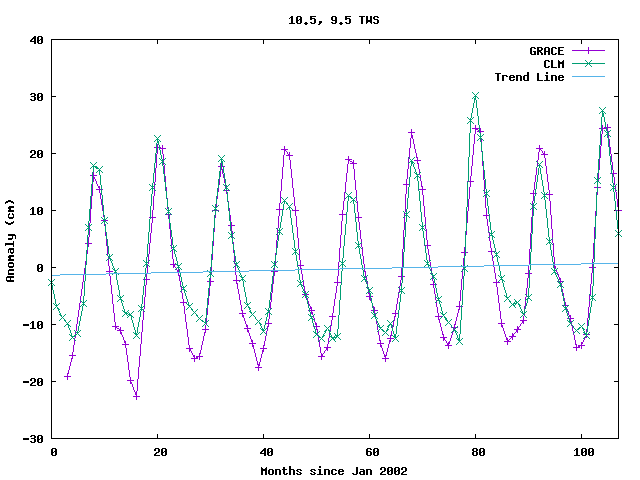 10.5, 9.5 TWS
GRACE
CLM
Trend Line
40
30
20
10
0
-10
-20
-30
Anomaly (cm)
0 20 40 60 80 100
Months since Jan 2002